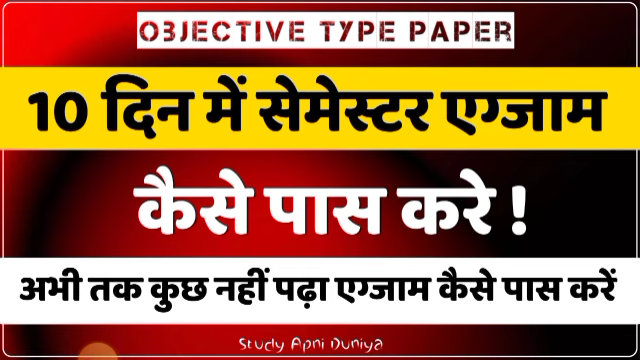 OBJECTIVE TYPE PAPER
10 दिन में सेमेस्टर एग्जाम
कैसे पास करे !
अभी तक कुछ नहीं पढ़ा एग्जाम कैसे पास करें
Study Apni Duniya